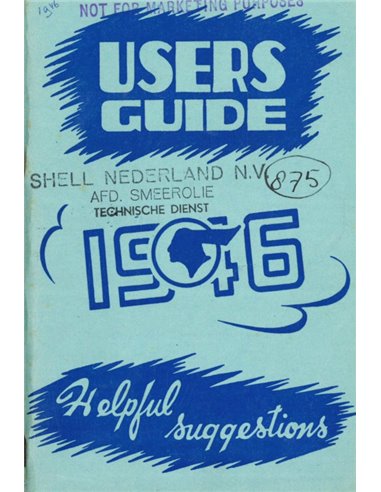 1946
NOT FOR MARKETING PURPOSES
USERS
GUIDE
SHELL NEDERLAND N.V.
875
AFD. SMEEROLIE
TECHNISCHE DIENST
1946
Helpful
suggestions